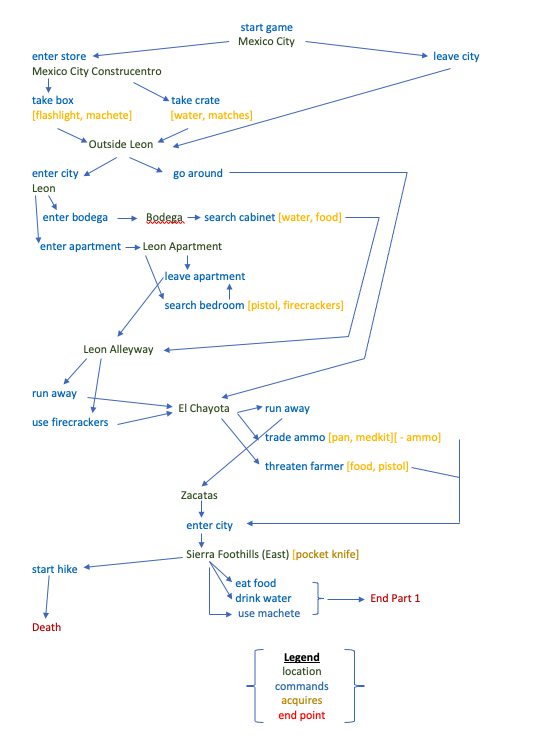 start game
Mexico City
enter store
leave city
Mexico City Construcentro
take box
take crate
[flashlight, machete]
[water, matches]
Outside Leon
enter city
go around
Leon
enter bodega
Bodega
search cabinet [water, food]
enter apartment
Leon Apartment
leave apartment
search bedroom [pistol, firecrackers]
Leon Alleyway
run away
El Chayota
run away
use firecrackers
trade ammo [pan, medkit][ - ammo]
threaten farmer [food, pistol]
Zacatas
enter city
Sierra Foothills (East) [pocket knife]
start hike
eat food
drink water
End Part 1
use machete
Death
Legend
location
commands
acquires
end point